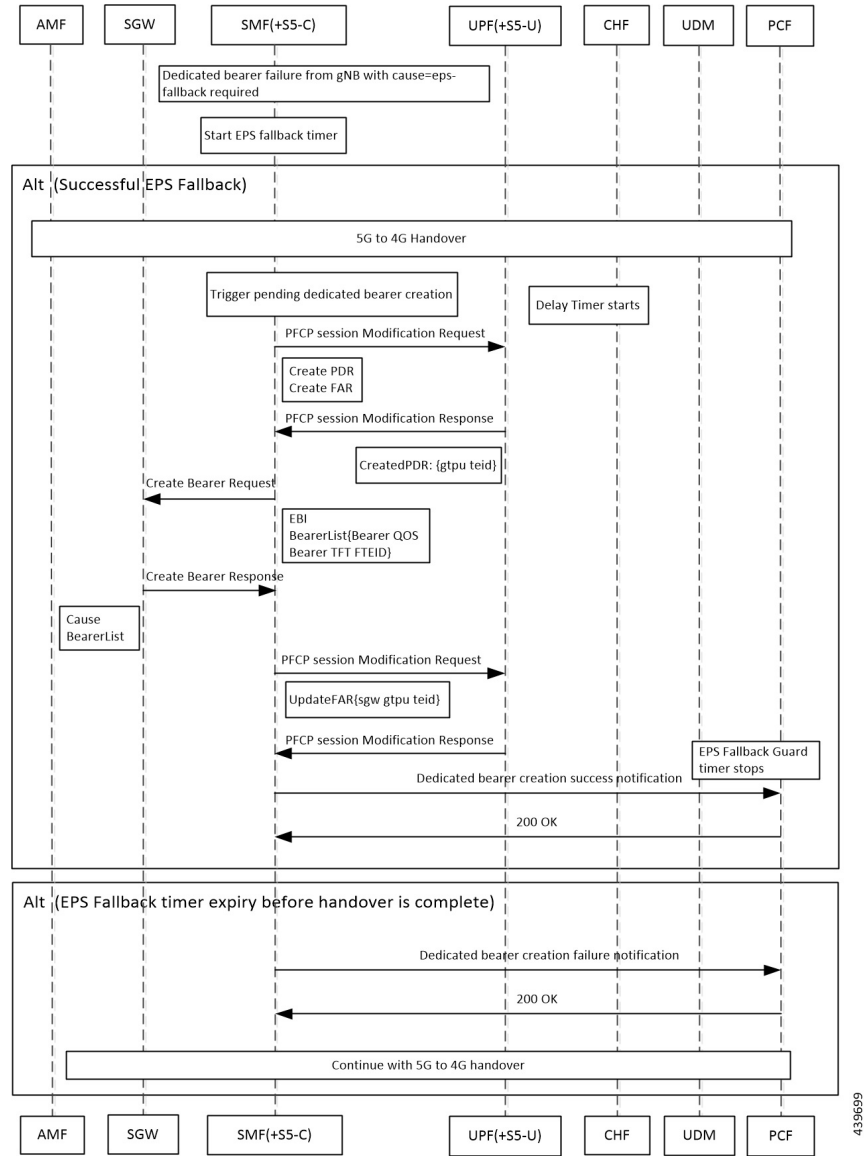 AMF
SGW
SMF(+S5-C)
UPF(+S5-U)
CHF
UDM
PCF
Dedicated bearer failure from gNB with cause=eps-
fallback required
Start EPS fallback timer
Alt (Successful EPS Fallback)
5G to 4G Handover
Trigger pending dedicated bearer creation
Delay Timer starts
PFCP session Modification Request
Create PDR
Create FAR
PFCP session Modification Response
CreatedPDR: {gtpu teid}
Create Bearer Request
EBI
BearerList{Bearer QOS
Bearer TFT FTEID}
Create Bearer Response
Cause
BearerList
PFCP session Modification Request
UpdateFAR{sgw gtpu teid}
PFCP session Modification Response
EPS Fallback Guard
timer stops
Dedicated bearer creation success notification
200 OK
Alt (EPS Fallback timer expiry before handover is complete)
Dedicated bearer creation failure notification
200 OK
Continue with 5G to 4G handover
AMF
SGW
SMF(+S5-C)
UPF(+S5-U)
CHF
UDM
PCF
439699